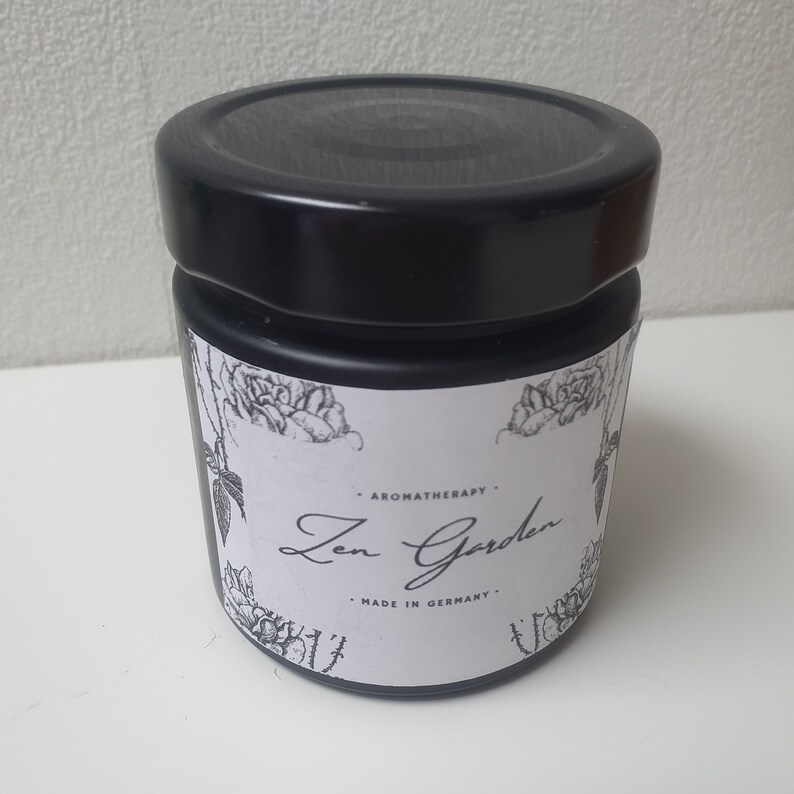 · AROMATHERAPY ·
Zen Garden
· MADE IN GERMANY ·